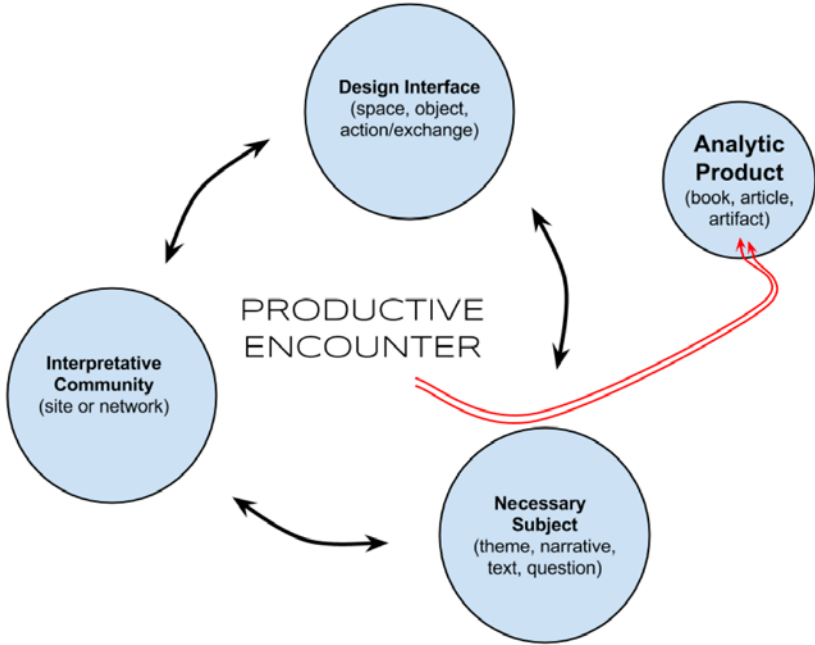 Design Interface
(space, object,
action/exchange)
Analytic
Product
(book, article,
artifact)
PRODUCTIVE
ENCOUNTER
Interpretative
Community
(site or network)
Necessary
Subject
(theme, narrative,
text, question)